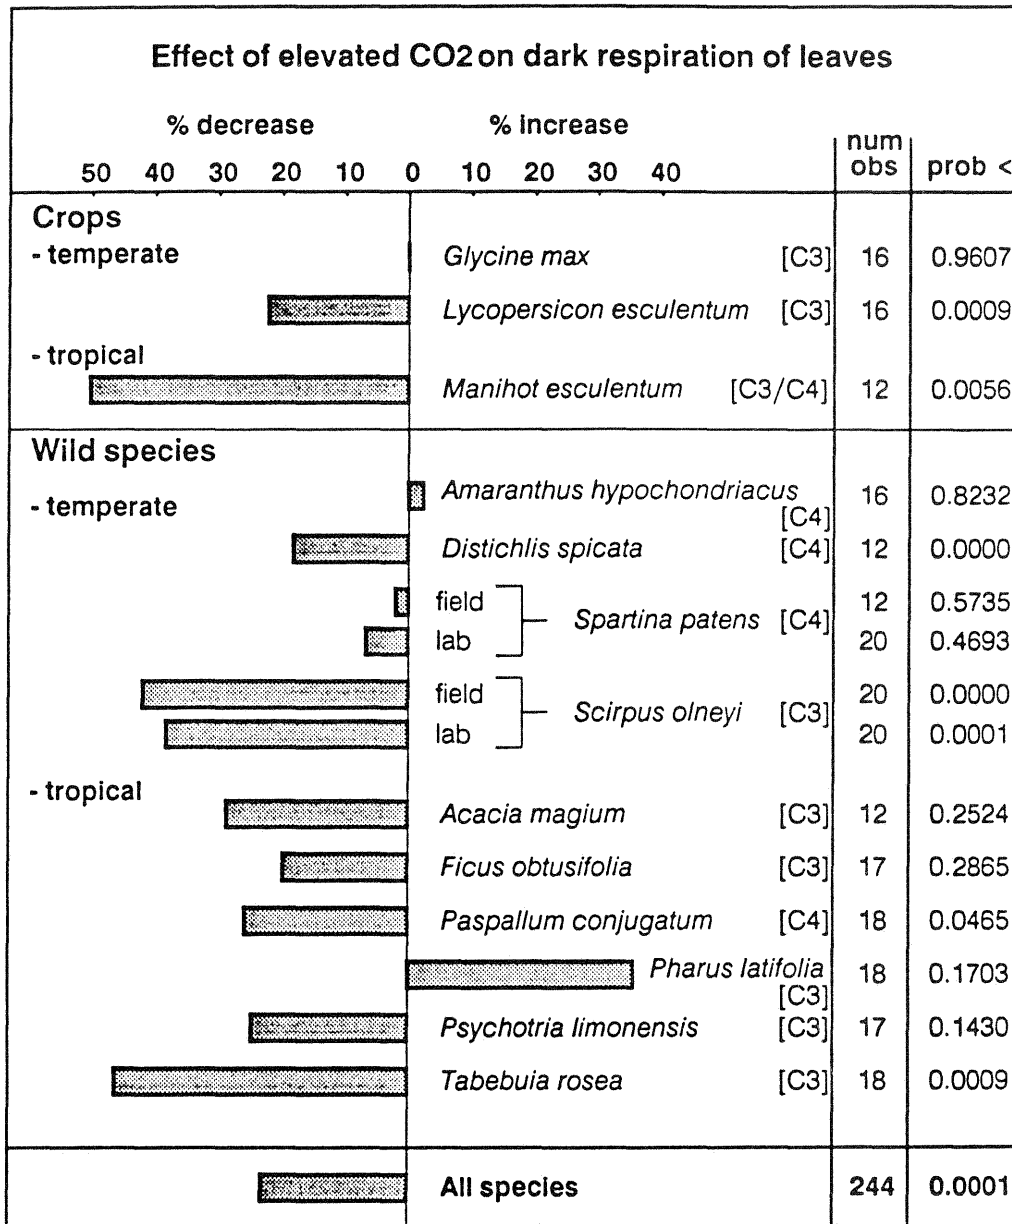 Effect of elevated CO2 on dark respiration of leaves
% decrease % increase
50 40 30 20 10 0 10 20 30 40 num obs prob <
Crops
- temperate Glycine max [C3] 16 0.9607
Lycopersicon esculentum [C3] 16 0.0009
- tropical
Manihot esculentum [C3/C4] 12 0.0056
Wild species
- temperate Amaranthus hypochondriacus [C4] 16 0.8232
Distichlis spicata [C4] 12 0.0000
field 12 0.5735
Spartina patens [C4]
lab 20 0.4693
field 20 0.0000
Scirpus olneyi [C3]
lab 20 0.0001
- tropical
Acacia magium [C3] 12 0.2524
Ficus obtusifolia [C3] 17 0.2865
Paspallum conjugatum [C4] 18 0.0465
Pharus latifolia [C3] 18 0.1703
Psychotria limonensis [C3] 17 0.1430
Tabebuia rosea [C3] 18 0.0009
All species 244 0.0001